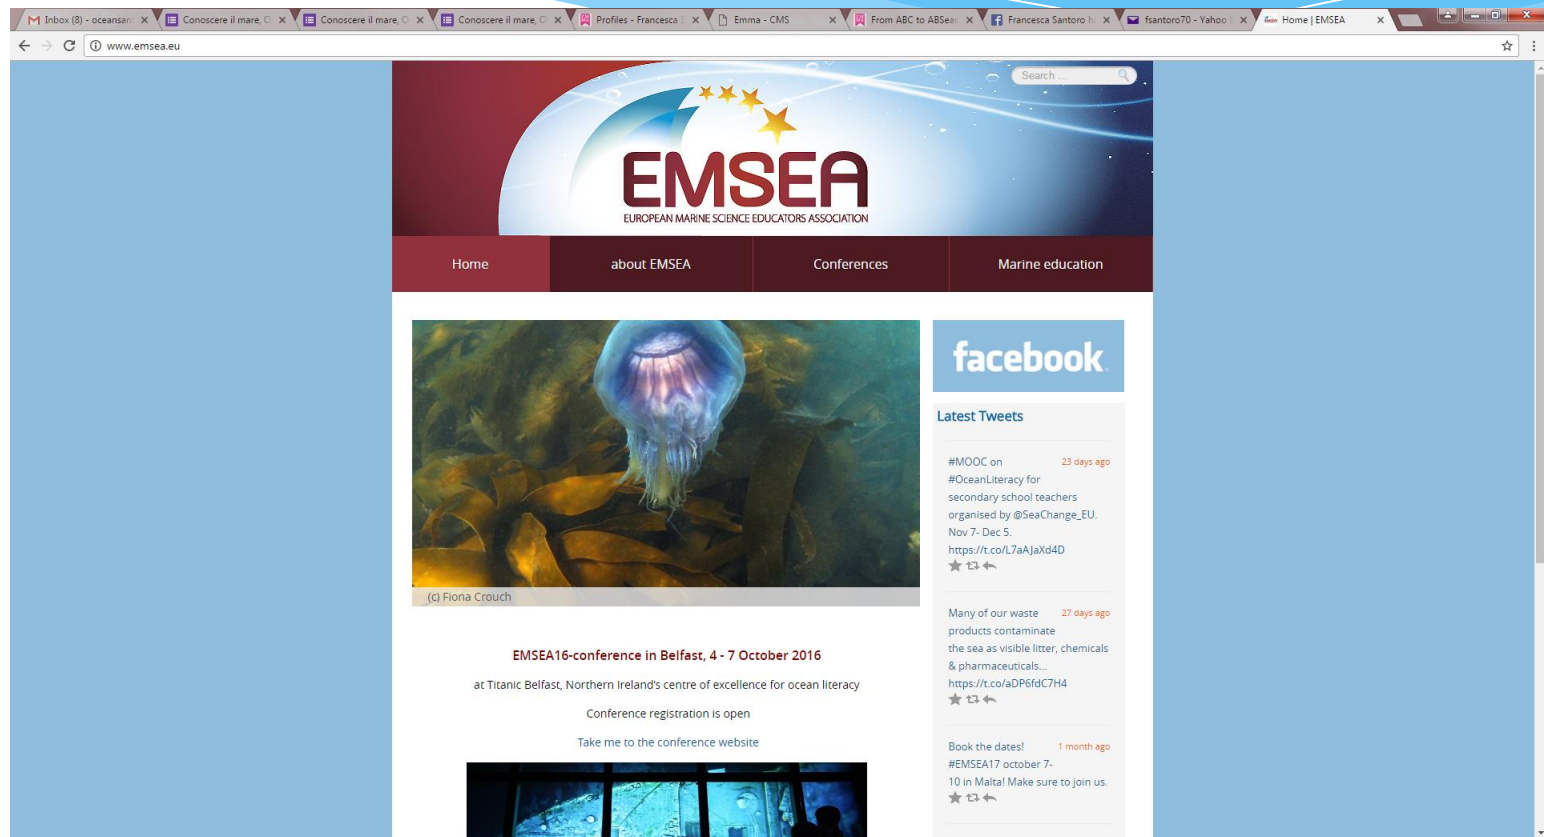 Inbox (8) - oceansan
Conoscere il mare, O
Conoscere il mare, O
Conoscere il mare, O
Profiles - Francesca S
Emma - CMS
From ABC to ABSeas
Francesca Santoro h
fsantoro70 - Yahoo
Home | EMSEA
www.emsea.eu
Search ...
EMSEA
EUROPEAN MARINE SCIENCE EDUCATORS ASSOCIATION
Home
about EMSEA
Conferences
Marine education
(c) Fiona Crouch
EMSEA16-conference in Belfast, 4 - 7 October 2016
at Titanic Belfast, Northern Ireland's centre of excellence for ocean literacy
Conference registration is open
Take me to the conference website
facebook.
Latest Tweets
#MOOC on 23 days ago
#OceanLiteracy for
secondary school teachers
organised by @SeaChange_EU.
Nov 7- Dec 5.
https://t.co/L7aAJaXd4D
Many of our waste 27 days ago
products contaminate
the sea as visible litter, chemicals
& pharmaceuticals...
https://t.co/aDP6fdC7H4
Book the dates! 1 month ago
#EMSEA17 october 7-
10 in Malta! Make sure to join us.